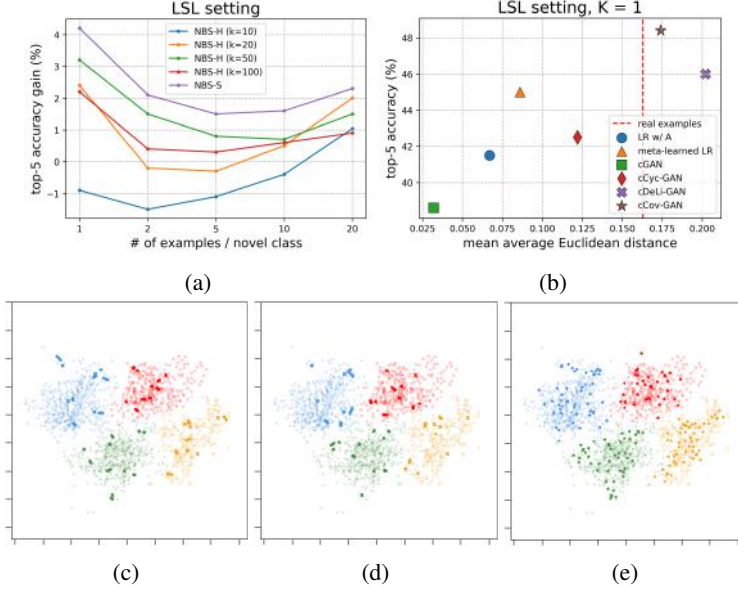 LSL setting
top-5 accuracy gain (%)
4
3
2
1
0
−1
NBS-H (k=10)
NBS-H (k=20)
NBS-H (k=50)
NBS-H (k=100)
NBS-S
1 2 5 10 20
# of examples / novel class
(a)
LSL setting, K = 1
top-5 accuracy (%)
48
46
44
42
40
real examples
LR w/ A
meta-learned LR
cGAN
cCyc-GAN
cDeLi-GAN
cCov-GAN
0.025 0.050 0.075 0.100 0.125 0.150 0.175 0.200
mean average Euclidean distance
(b)
(c) (d) (e)